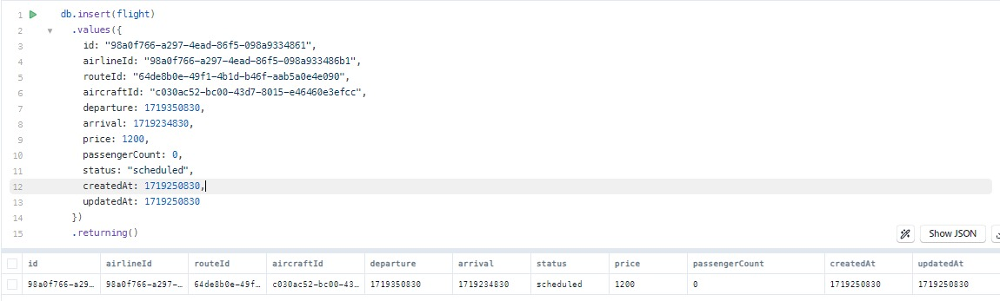 1 db.insert(flight)
2 .values({
3 id: "98a0f766-a297-4ead-86f5-098a9334861",
4 airlineId: "98a0f766-a297-4ead-86f5-098a933486b1",
5 routeId: "64de8b0e-49f1-4b1d-b46f-aab5a0e4e090",
6 aircraftId: "c030ac52-bc00-43d7-8015-e46460e3efcc",
7 departure: 1719350830,
8 arrival: 1719234830,
9 price: 1200,
10 passengerCount: 0,
11 status: "scheduled",
12 createdAt: 1719250830,
13 updatedAt: 1719250830
14 })
15 .returning()
Show JSON
id airlineId routeId aircraftId departure arrival status price passengerCount createdAt updatedAt
98a0f766-a29… 98a0f766-a297-… 64de8b0e-49f… c030ac52-bc00-43… 1719350830 1719234830 scheduled 1200 0 1719250830 1719250830